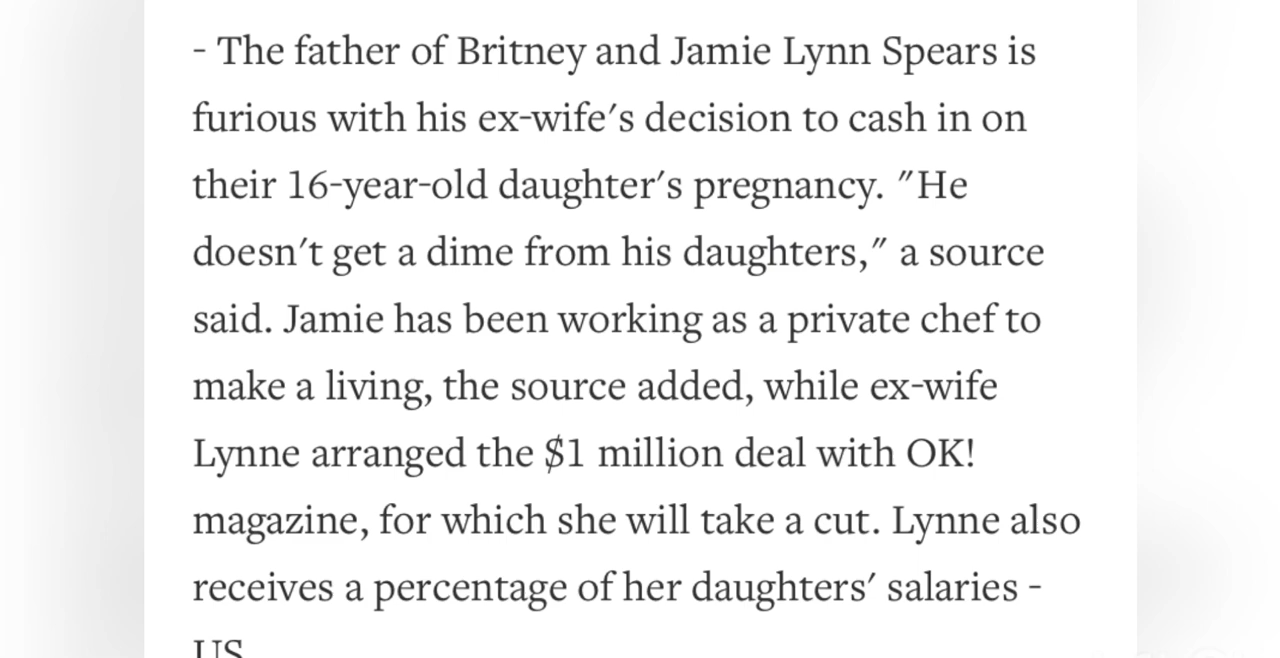 - The father of Britney and Jamie Lynn Spears is
furious with his ex-wife's decision to cash in on
their 16-year-old daughter's pregnancy. "He
doesn't get a dime from his daughters," a source
said. Jamie has been working as a private chef to
make a living, the source added, while ex-wife
Lynne arranged the $1 million deal with OK!
magazine, for which she will take a cut. Lynne also
receives a percentage of her daughters' salaries -
US